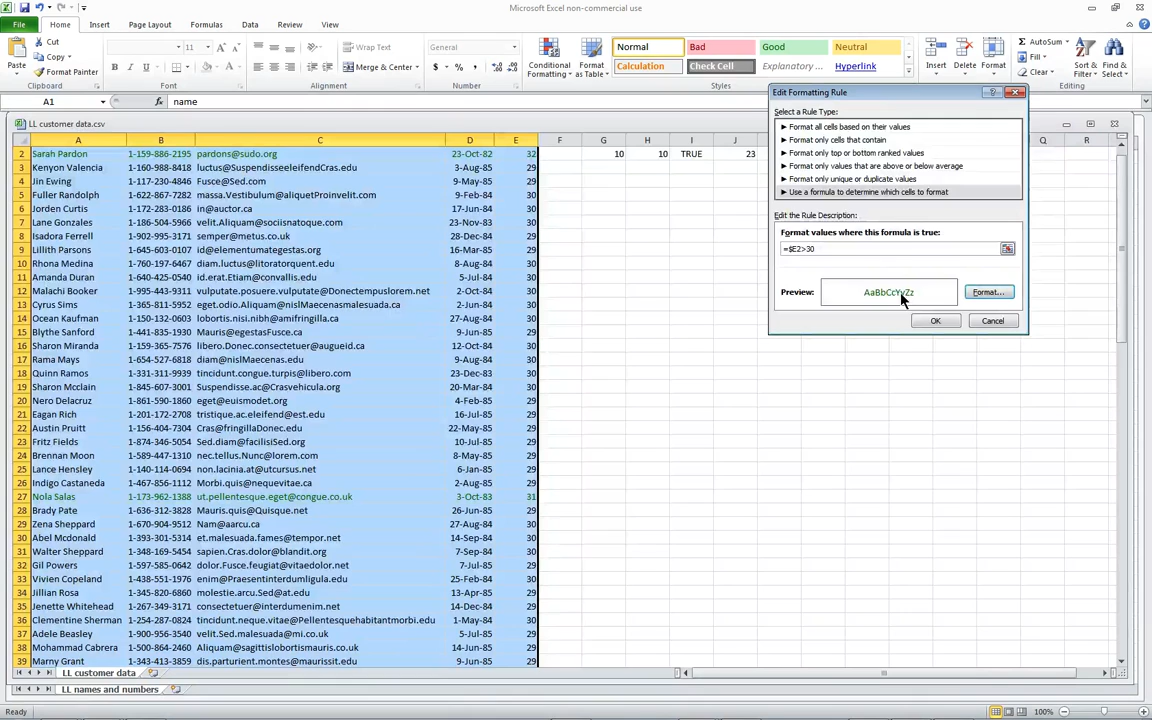 Microsoft Excel non-commercial use
File Home Insert Page Layout Formulas Data Review View
Cut
Copy
Format Painter
Paste
11
Wrap Text
Merge & Center
General
Conditional Formatting
Format as Table
Normal Bad Good Neutral
Calculation Check Cell Explanatory ... Hyperlink
Insert Delete Format
AutoSum
Fill
Clear
Sort & Filter
Find & Select
Clipboard Font Alignment Number Styles Cells Editing
A1 fx name
LL customer data.csv
A B C D E F G H I J Q R
2 Sarah Pardon 1-159-886-2195 pardons@sudo.org 23-Oct-82 32 10 10 TRUE 23
3 Kenyon Valencia 1-160-988-8418 luctus@SuspendisseeleifendCras.edu 9-May-85 30
4 Jin Ewing 1-117-230-4846 Fusce@Sed.com 9-May-85 30
5 Fuller Randolph 1-622-867-7282 massa.Vestibulum@aliquetProinvelit.com 9-Feb-84 30
6 Jorden Curtis 1-172-283-0186 in@auctor.ca 17-Jun-84 30
7 Lane Gonzales 1-186-504-5966 velit.Aliquam@sociisnatoque.com 23-Nov-83 30
8 Isadora Ferrell 1-902-995-3171 semper@metus.co.uk 28-Dec-84 30
9 Lillith Parsons 1-645-603-0107 id@elementumategestas.org 16-Mar-84 30
10 Rhona Medina 1-760-197-6467 diam.luctus@litoratorquent.edu 8-Mar-84 30
11 Amanda Duran 1-640-425-0540 id.erat.Etiam@convallis.edu 5-Jul-84 30
12 Malachi Booker 1-995-443-9311 vulputate.posuere.vulputate@Donectempuslorem.net 2-Oct-84 30
13 Cyrus Sims 1-365-811-5952 eget.odio.Aliquam@nislMaecenasmalesuada.ca 2-Jun-84 30
14 Ocean Kaufman 1-150-132-0603 lobortis.nisi.nibh@amifringilla.ca 27-Aug-84 30
15 Blythe Sanford 1-441-835-1930 Mauris@egestasFusce.ca 9-Jun-84 30
16 Sharon Miranda 1-369-765-3561 libero.Donec.consectetuer@augueid.ca 12-Oct-84 30
17 Rama Mays 1-654-527-6818 diam@nislMaecenas.edu 9-Aug-84 30
18 Quinn Ramos 1-331-311-9939 tincidunt.congue.turpis@libero.com 23-Dec-83 30
19 Sharon Mcclain 1-845-607-3001 Suspendisse.ac@Crasvehicula.org 20-Mar-84 30
20 Nero Delacruz 1-861-590-1860 eget@euismodet.org 4-Feb-85 29
21 Eagan Rich 1-201-172-2708 tristique.ac.eleifend@est.edu 16-Jul-85 29
22 Austin Pruitt 1-156-404-7304 Cras@fringillaDonec.edu 22-May-85 29
23 Fritz Fields 1-874-346-5054 Sed.diam@facilisiSed.org 10-Jul-85 29
24 Brennan Moon 1-589-447-1310 nec.tellus.Nunc@lorem.com 30-Mar-85 29
25 Lance Hensley 1-140-114-0694 non.lacinia.at@utcursus.net 6-Jan-85 29
26 Indigo Castaneda 1-467-856-1112 Morbi.quis@nequevitae.ca 2-Aug-85 29
27 Nola Salas 1-173-962-1388 ut.pellentesque.eget@congue.co.uk 3-Oct-83 31
28 Brady Pate 1-636-312-3828 Mauris.quis@Quisque.net 26-Jun-85 29
29 Zena Sheppard 1-670-904-9512 Nam@aarcu.ca 27-Aug-84 30
30 Abel Mcdonald 1-393-301-5314 et.malesuada.fames@tempor.net 4-Sep-84 30
31 Walter Sheppard 1-348-169-5454 sapien.Cras.dolor@blandit.org 7-Sep-84 30
32 Gil Powers 1-597-585-0642 dolor.Fusce.feugiat@vitaedolor.net 1-Jul-85 29
33 Vivien Copeland 1-438-551-1976 enim@Praesentinterdumligula.edu 25-Feb-84 30
34 Jillian Rosa 1-345-820-6860 molestie.arcu.Sed@at.edu 13-Apr-85 29
35 Jenette Whitehead 1-267-349-3171 consectetuer@interdumenim.net 14-Dec-84 30
36 Clementine Sherman 1-254-287-0824 tincidunt.neque.vitae@Pellentesquehabitantmorbi.edu 1-Jan-85 30
37 Adele Beasley 1-900-956-3540 velit.Sed.malesuada@mi.co.uk 5-Jul-85 29
38 Mohammad Cabrera 1-500-864-2460 Aliquam@sagittislobortismauris.co.uk 14-Jun-85 29
39 Marny Grant 1-343-413-3859 dis.parturient.montes@maurissit.edu 9-Jun-85 29
Edit Formatting Rule
Select a Rule Type:
Format all cells based on their values
Format only cells that contain
Format only top or bottom ranked values
Format only values that are above or below average
Format only unique or duplicate values
Use a formula to determine which cells to format
Edit the Rule Description:
Format values where this formula is true:
=$E2>30
Preview: AaBbCcYyZz Format...
OK Cancel
LL customer data
LL names and numbers
Ready 100%